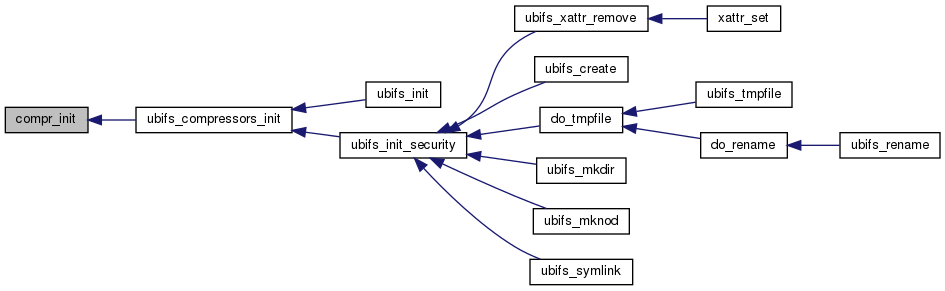 ubifs_xattr_remove
xattr_set
ubifs_create
ubifs_init
ubifs_tmpfile
compr_init
ubifs_compressors_init
do_tmpfile
ubifs_init_security
do_rename
ubifs_rename
ubifs_mkdir
ubifs_mknod
ubifs_symlink